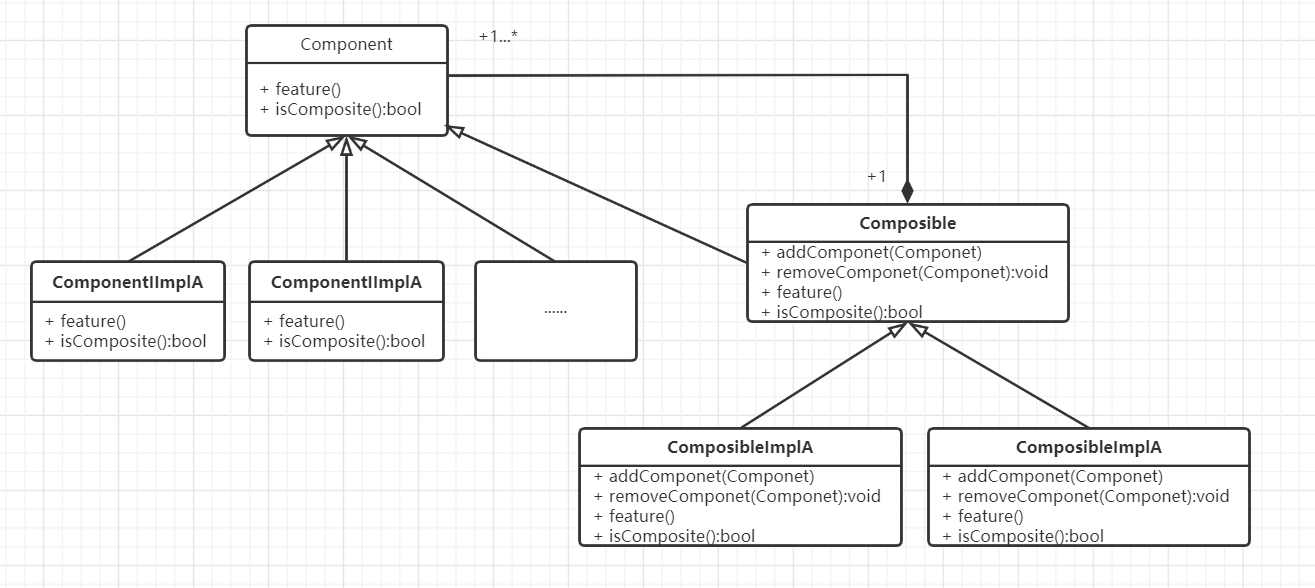 Component
+ feature()
+ isComposite():bool
+1...*
+1
Composible
+ addComponet(Componet)
+ removeComponet(Componet):void
+ feature()
+ isComposite():bool
ComponentIImplA
+ feature()
+ isComposite():bool
ComponentIImplA
+ feature()
+ isComposite():bool
......
ComposibleImplA
+ addComponet(Componet)
+ removeComponet(Componet):void
+ feature()
+ isComposite():bool
ComposibleImplA
+ addComponet(Componet)
+ removeComponet(Componet):void
+ feature()
+ isComposite():bool